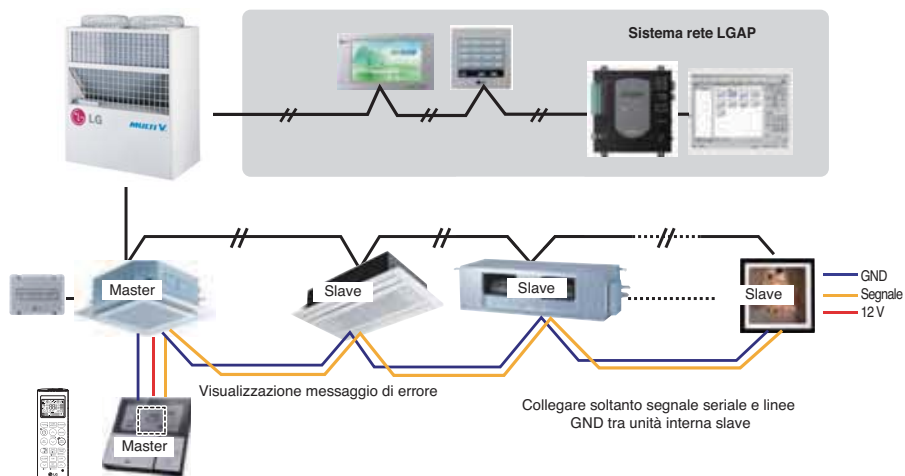 Sistema rete LGAP
LG
MULTI V
Master
Slave
Slave
Slave
GND
Segnale
12 V
Visualizzazione messaggio di errore
Collegare soltanto segnale seriale e linee
GND tra unità interna slave
Master